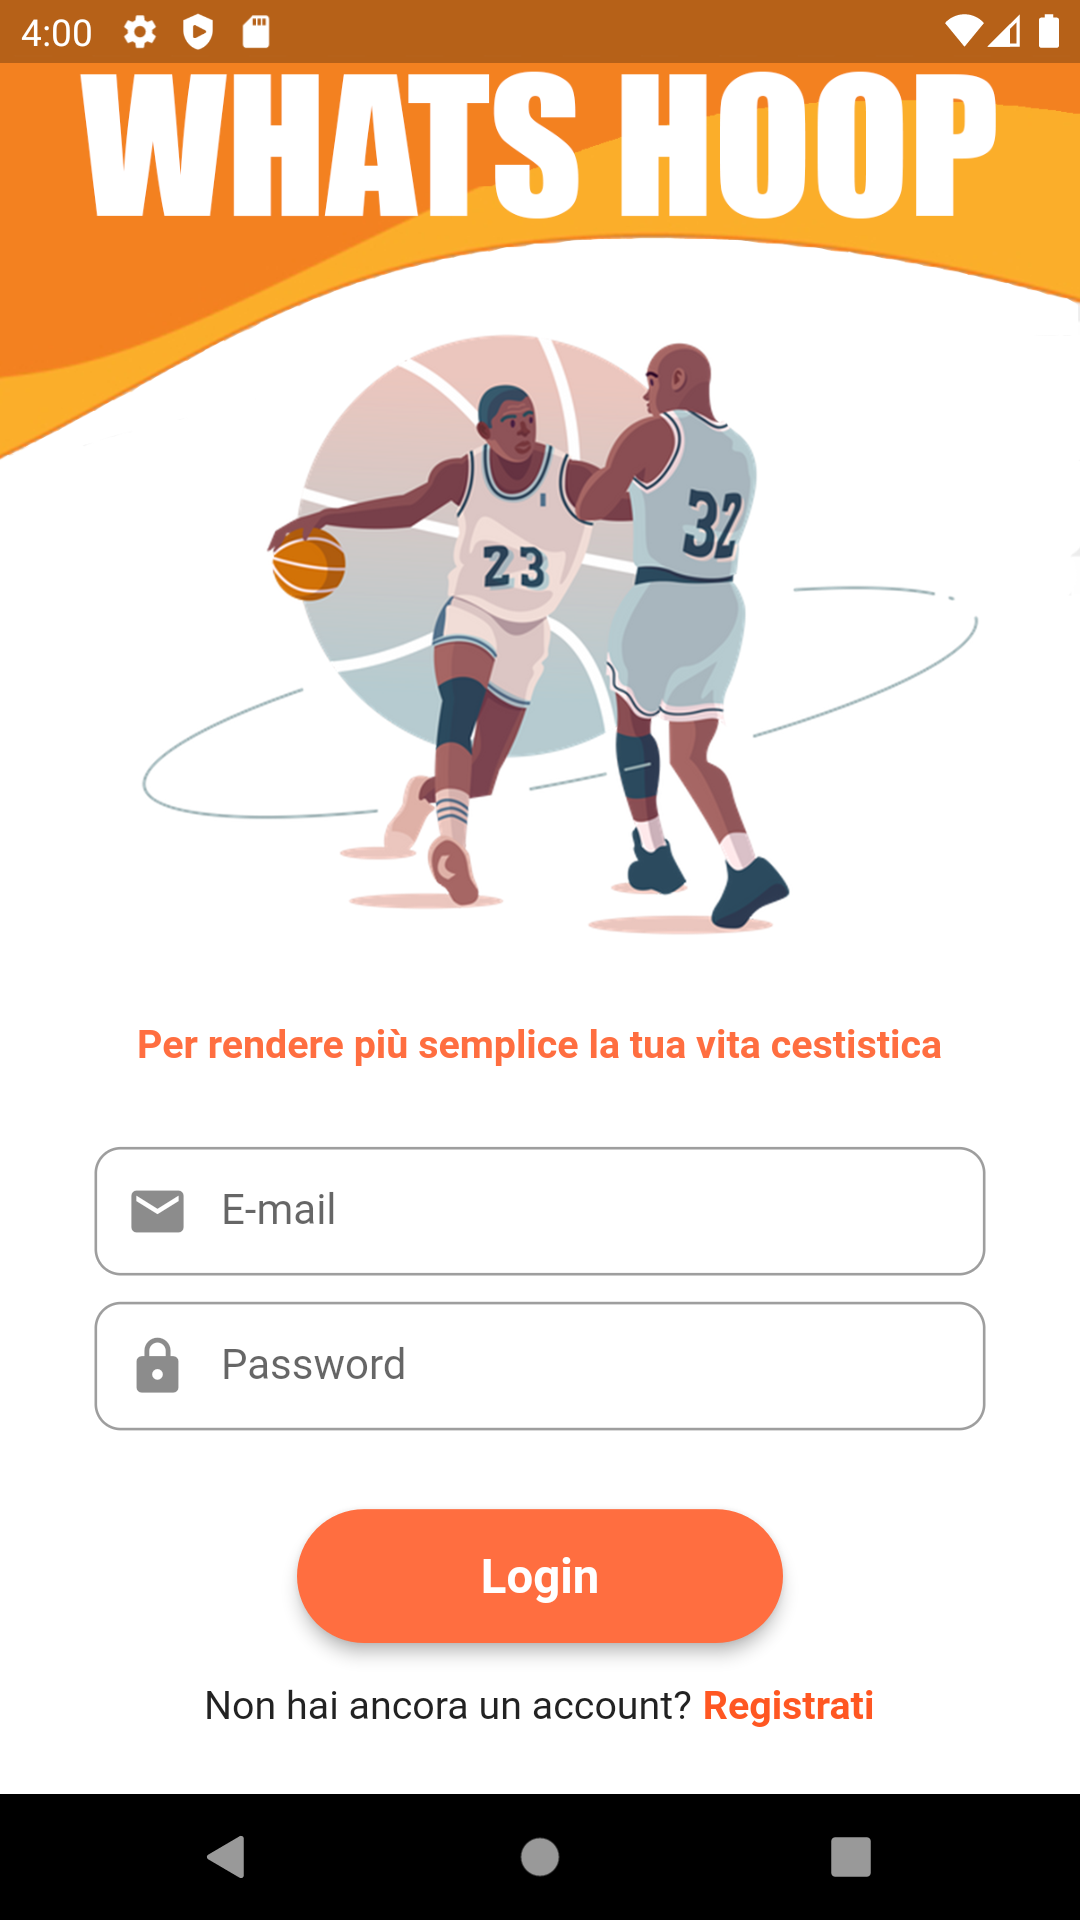 4:00
WHATS HOOP
32
23
Per rendere più semplice la tua vita cestistica
E-mail
Password
Login
Non hai ancora un account? Registrati